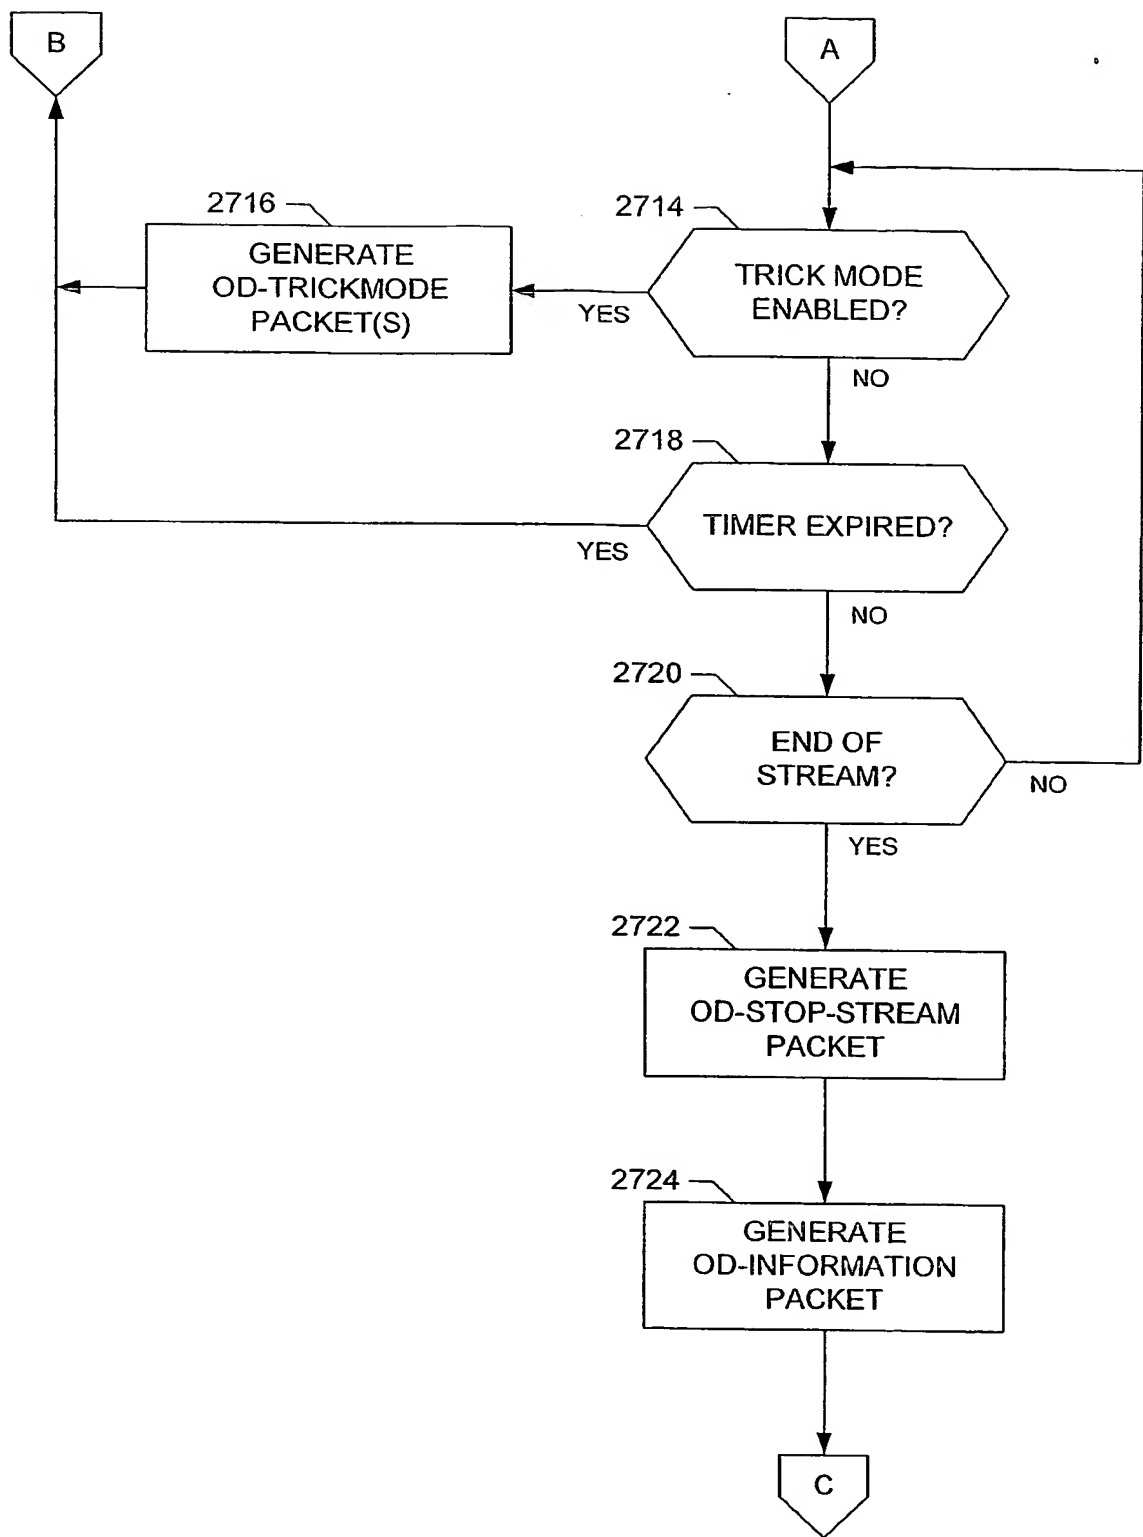 B
A
2716
2714
GENERATE
OD-TRICKMODE
PACKET(S)
TRICK MODE
ENABLED?
YES
NO
2718
TIMER EXPIRED?
YES
NO
2720
END OF
STREAM?
NO
YES
2722
GENERATE
OD-STOP-STREAM
PACKET
2724
GENERATE
OD-INFORMATION
PACKET
C